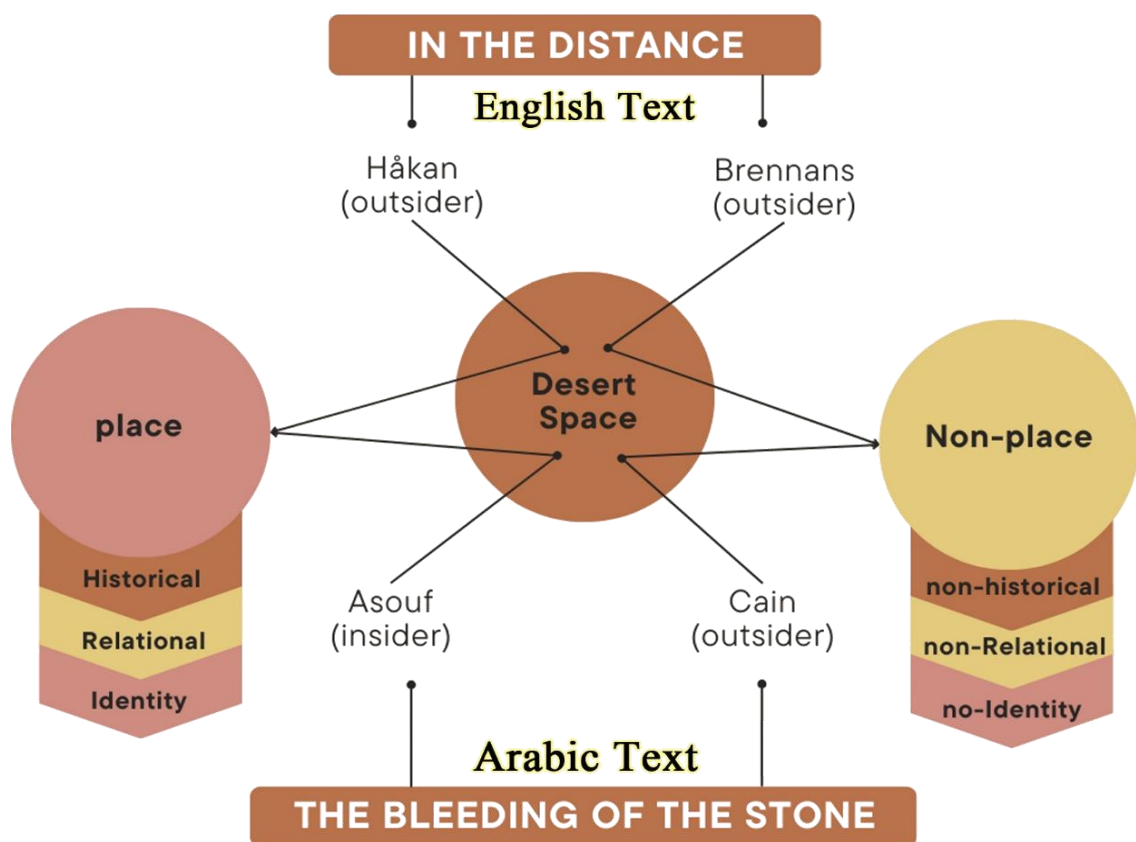 IN THE DISTANCE
English Text
Håkan
(outsider)
Brennans
(outsider)
Desert
Space
place
Historical
Relational
Identity
Non-place
non-historical
non-Relational
no-Identity
Asouf
(insider)
Cain
(outsider)
Arabic Text
THE BLEEDING OF THE STONE